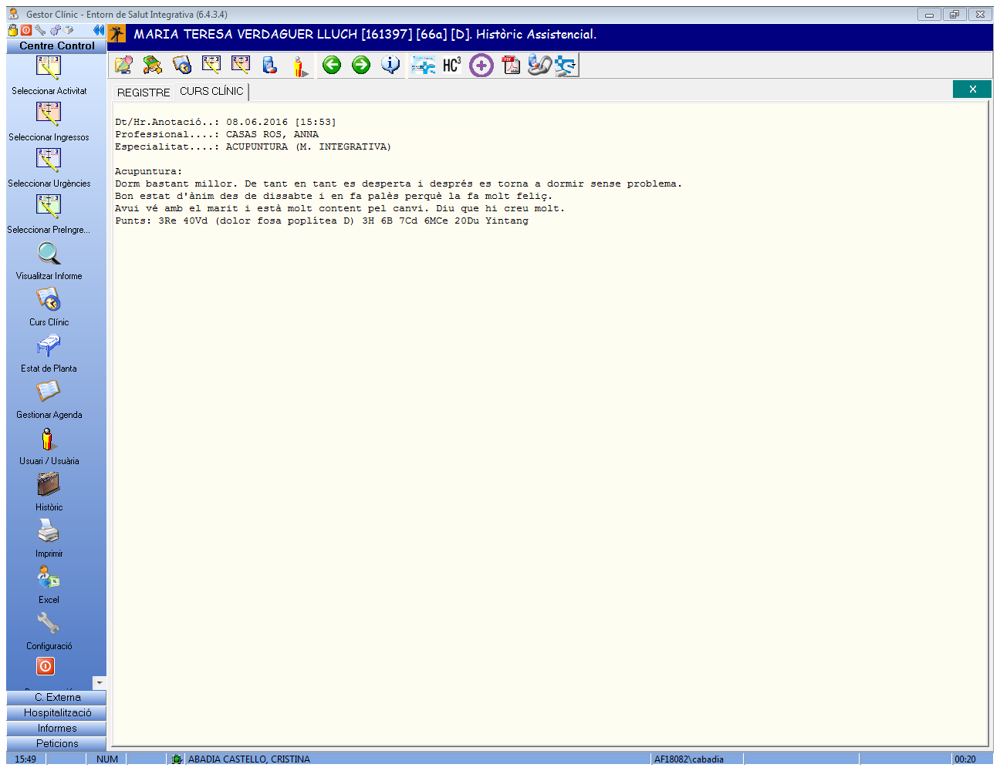 Gestor Clínic - Entorn de Salut Integrativa (6.4.3.4)
MARIA TERESA VERDAGUER LLUCH [161397] [66a] [D]. Històric Assistencial.
Centre Control
Seleccionar Activitat
Seleccionar Ingressos
Seleccionar Urgències
Seleccionar PreIngre...
Visualitzar Informe
Curs Clínic
Estat de Planta
Gestionar Agenda
Usuari / Usuària
Històric
Imprimir
Excel
Configuració
C. Externa
Hospitalització
Informes
Peticions
HC3
PDF
REGISTRE
CURS CLÍNIC
X
Dt/Hr.Anotació..: 08.06.2016 [15:53]
Professional....: CASAS ROS, ANNA
Especialitat....: ACUPUNTURA (M. INTEGRATIVA)
Acupuntura:
Dorm bastant millor. De tant en tant es desperta i després es torna a dormir sense problema.
Bon estat d'ànim des de dissabte i en fa palès perquè la fa molt feliç.
Avui vé amb el marit i està molt content pel canvi. Diu que hi creu molt.
Punts: 3Re 40Vd (dolor fosa poplítea D) 3H 6B 7Cd 6MCe 20Du Yintang
15:49
NUM
ABADIA CASTELLO, CRISTINA
AF18082\cabadia
00:20